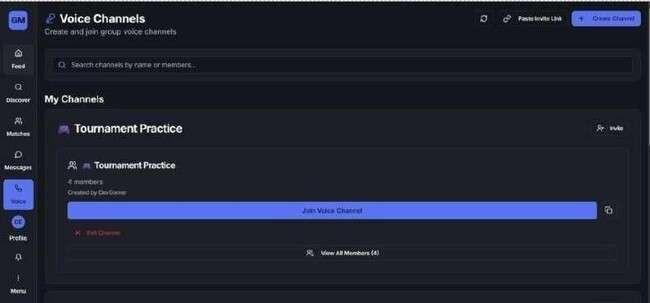 GM
Voice Channels
Create and join group voice channels
Paste Invite Link
Create Channel
Search channels by name or members...
Feed
Discover
Matches
Messages
Voice
DE
Profile
Menu
My Channels
Tournament Practice
Invite
Tournament Practice
4 members
Created by DevGamer
Join Voice Channel
Exit Channel
View All Members (4)